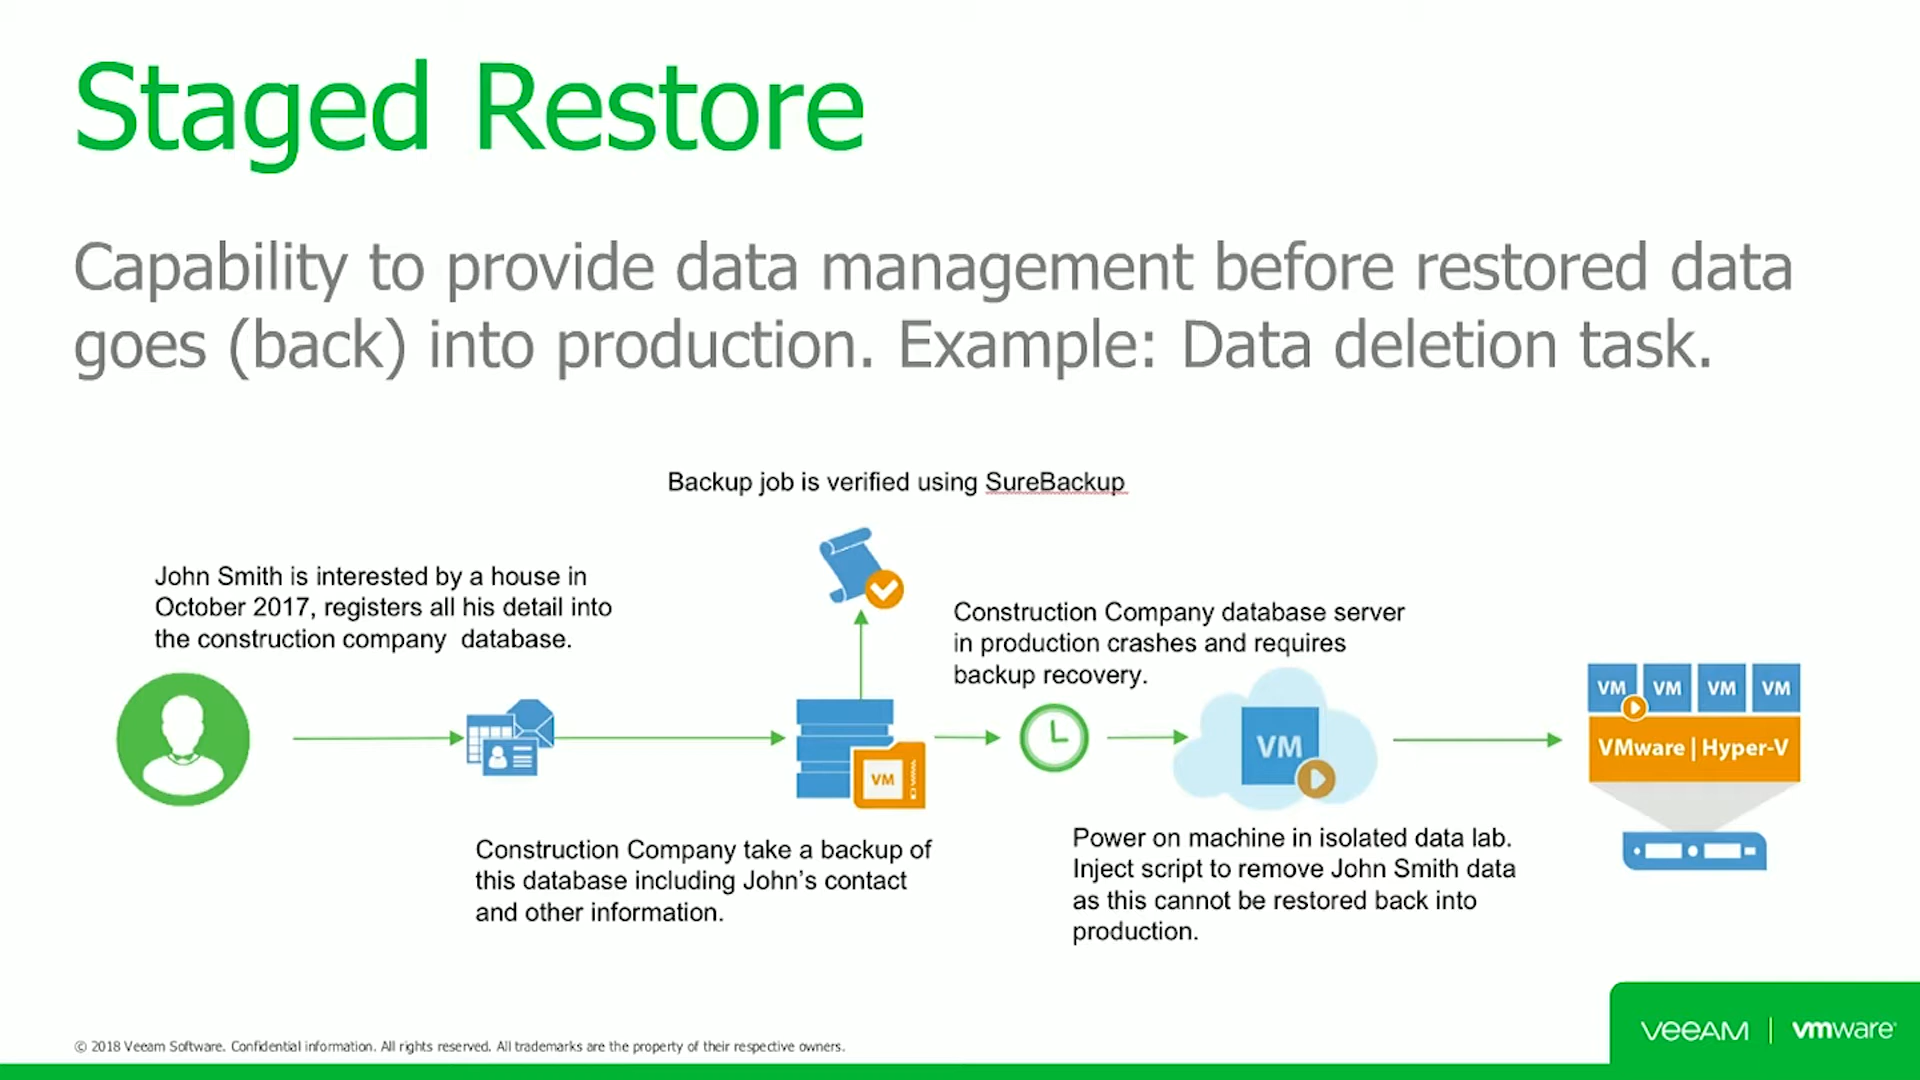 Staged Restore
Capability to provide data management before restored data
goes (back) into production. Example: Data deletion task.
Backup job is verified using SureBackup
John Smith is interested by a house in
October 2017, registers all his detail into
the construction company  database.
Construction Company database server
in production crashes and requires
backup recovery.
VM
VM
VM VM VM VM
VMware | Hyper-V
Construction Company take a backup of
this database including John’s contact
and other information.
Power on machine in isolated data lab.
Inject script to remove John Smith data
as this cannot be restored back into
production.
© 2018 Veeam Software. Confidential information. All rights reserved. All trademarks are the property of their respective owners.
veeAM | vmware®